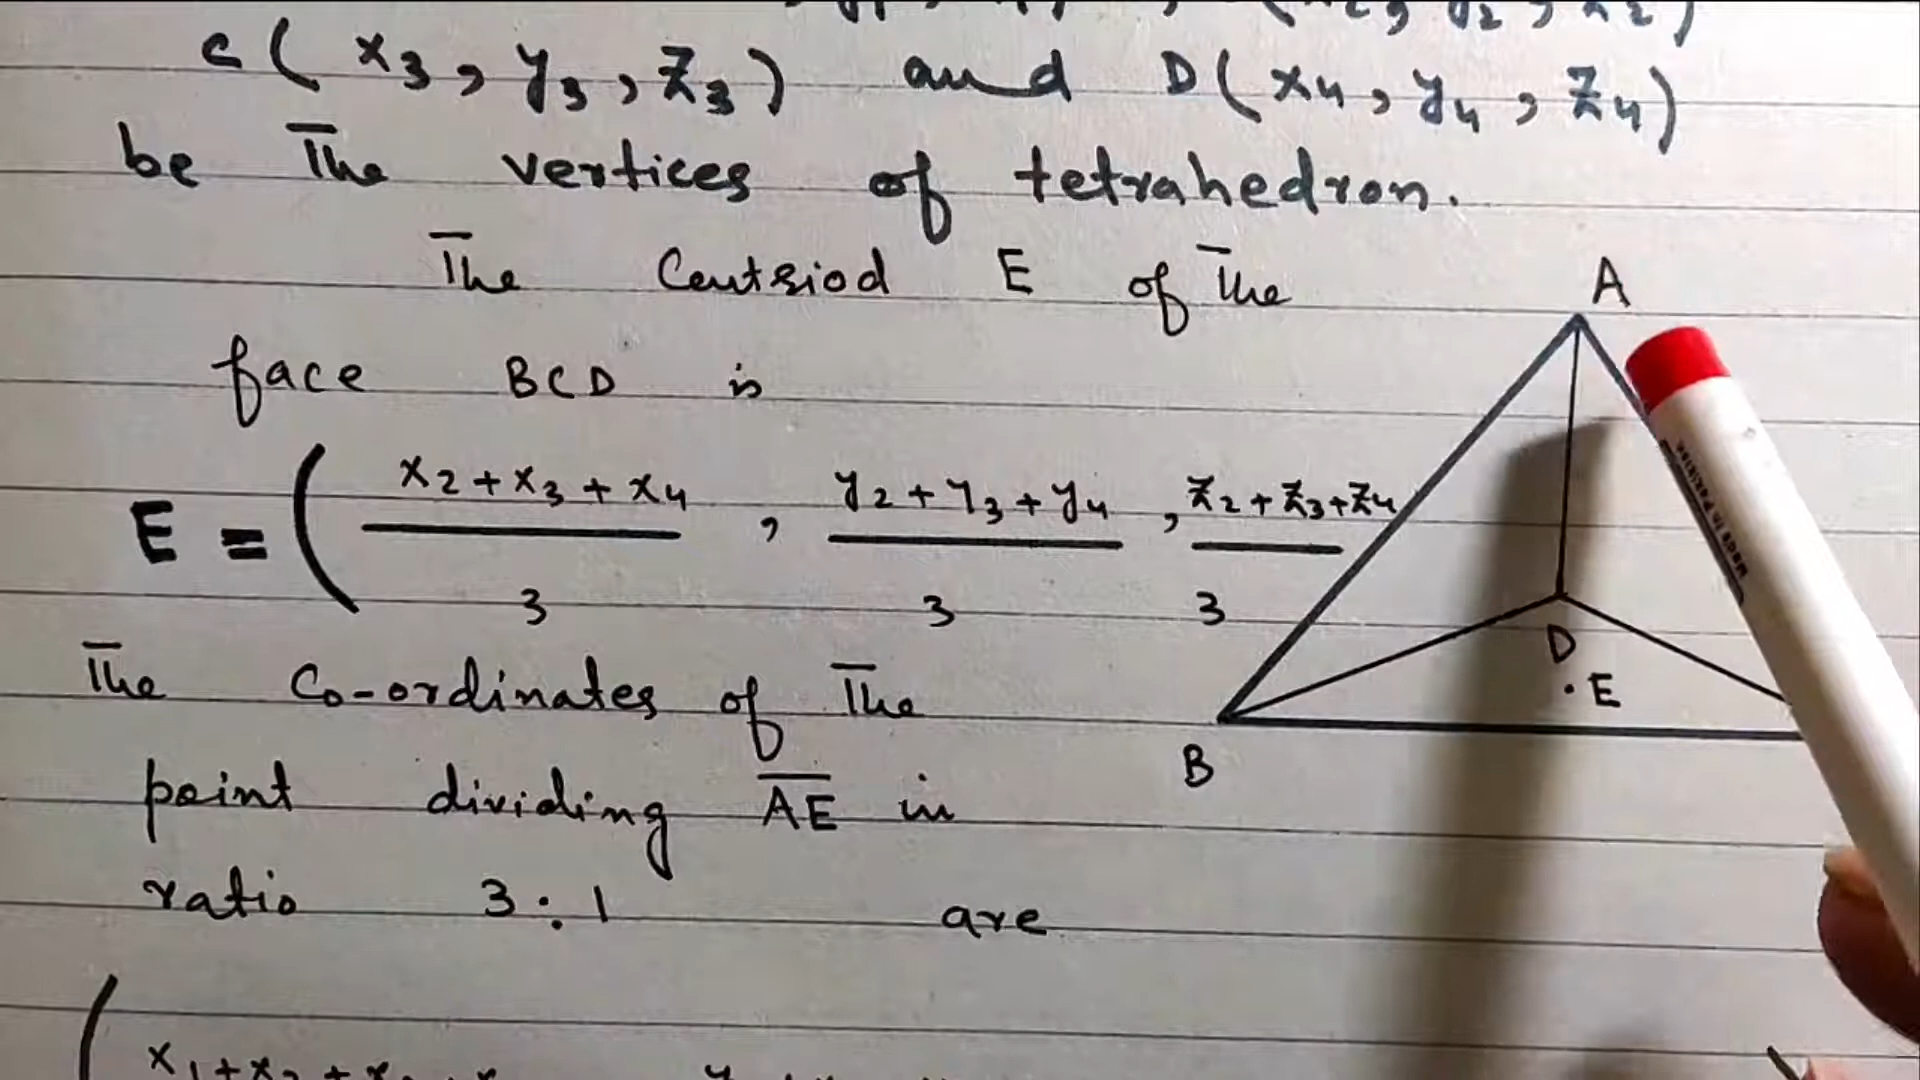 C( x₃, y₃, z₃) and D( x₄, y₄, z₄)
be The vertices of tetrahedron.
The Centriod E of The
face BCD is
E = ( x₂+x₃+x₄ / 3 , y₂+y₃+y₄ / 3 , z₂+z₃+z₄ / 3
The Co-ordinates of The
point dividing AE in
ratio 3:1 are
A
D
.E
B